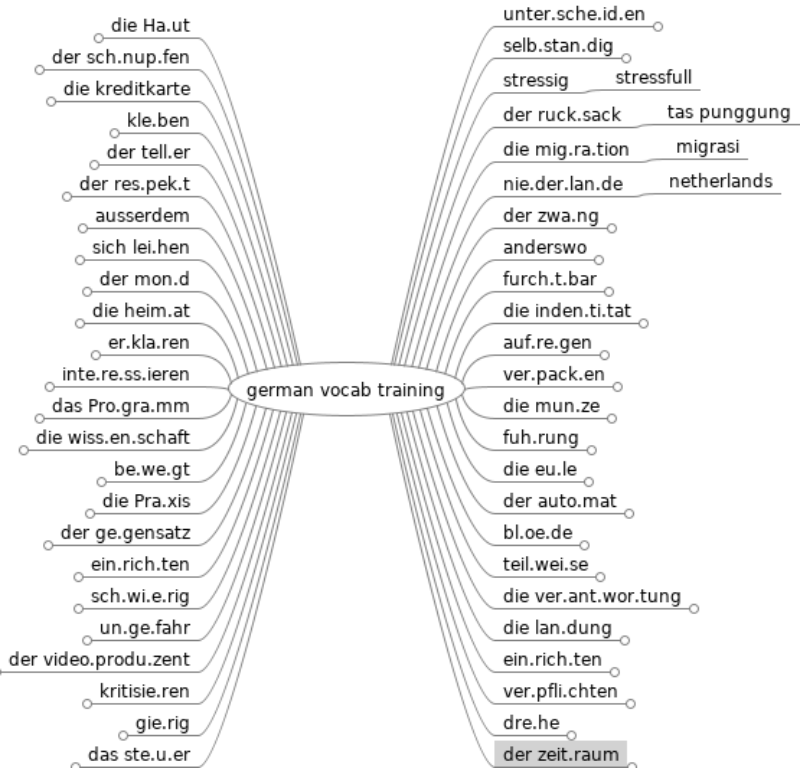 die Ha.ut
der sch.nup.fen
die kreditkarte
kle.ben
der tell.er
der res.pek.t
ausserdem
sich lei.hen
der mon.d
die heim.at
er.kla.ren
inte.re.ss.ieren
das Pro.gra.mm
die wiss.en.schaft
be.we.gt
die Pra.xis
der ge.gensatz
ein.rich.ten
sch.wi.e.rig
un.ge.fahr
der video.produ.zent
kritisie.ren
gie.rig
das ste.u.er
german vocab training
unter.sche.id.en
selb.stan.dig
stressig stressfull
der ruck.sack tas punggung
die mig.ra.tion migrasi
nie.der.lan.de netherlands
der zwa.ng
anderswo
furch.t.bar
die inden.ti.tat
auf.re.gen
ver.pack.en
die mun.ze
fuh.rung
die eu.le
der auto.mat
bl.oe.de
teil.wei.se
die ver.ant.wor.tung
die lan.dung
ein.rich.ten
ver.pfli.chten
dre.he
der zeit.raum